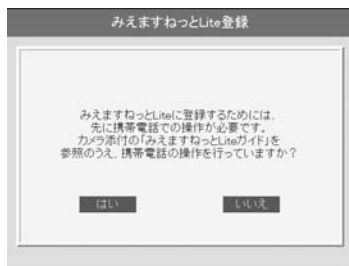 みえますねっとLite登録
みえますねっとLiteに登録するためには、
先に携帯電話での操作が必要です。
カメラ添付の「みえますねっとLiteガイド」を
参照のうえ、携帯電話の操作を行っていますか？
はい
いいえ